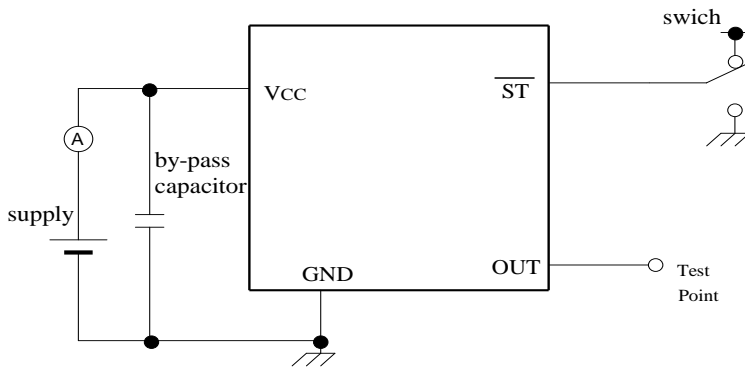 swich
VCC
ST
A
by-pass
capacitor
supply
GND
OUT
Test
Point